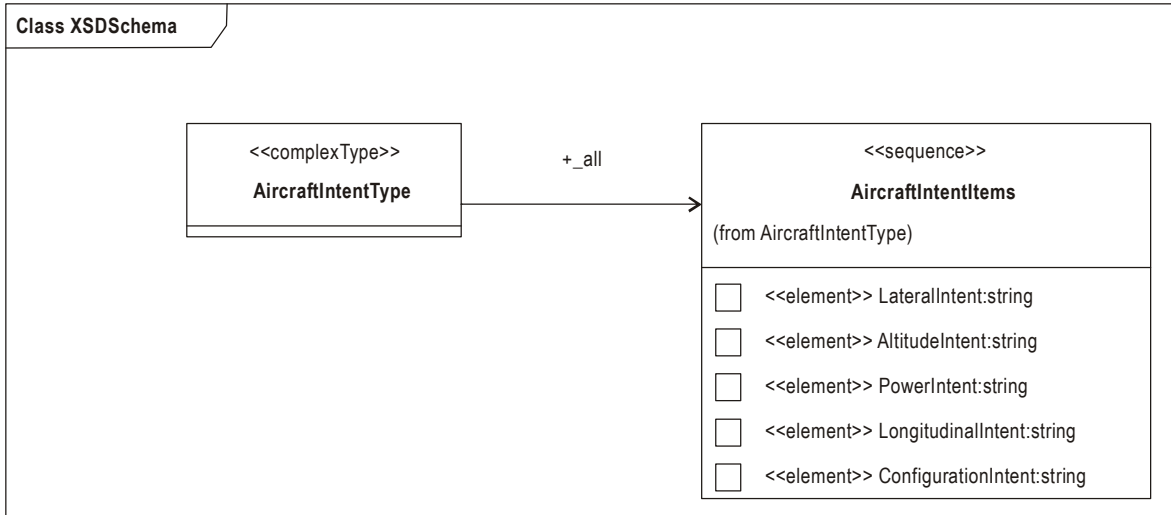 Class XSDSchema
<<complexType>>
AircraftIntentType
+_all
<<sequence>>
AircraftIntentItems
(from AircraftIntentType)
<<element>> LateralIntent:string
<<element>> AltitudeIntent:string
<<element>> PowerIntent:string
<<element>> LongitudinalIntent:string
<<element>> ConfigurationIntent:string